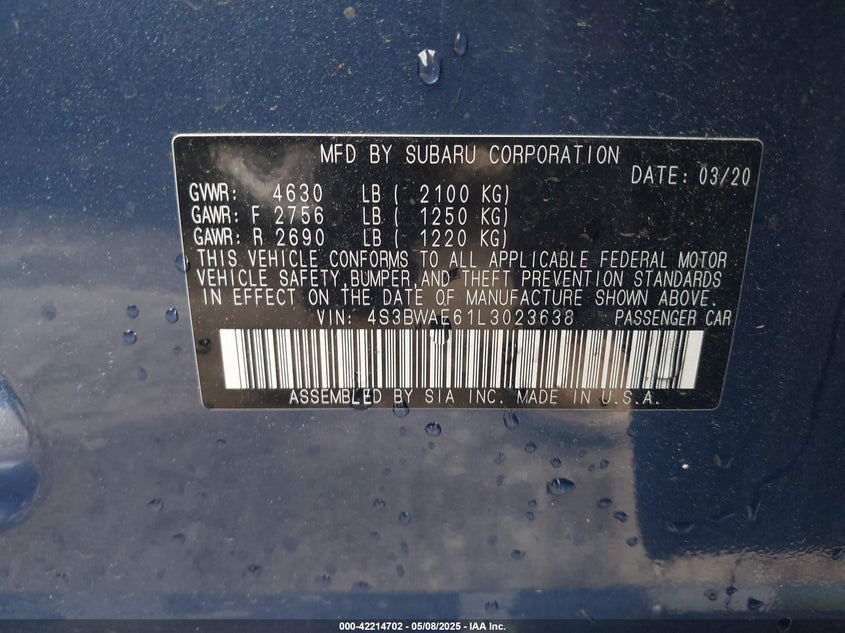 MFD BY SUBARU CORPORATION
DATE: 03/20
GVWR: 4630 LB ( 2100 KG)
GAWR: F 2756 LB ( 1250 KG)
GAWR: R 2690 LB ( 1220 KG)
THIS VEHICLE CONFORMS TO ALL APPLICABLE FEDERAL MOTOR
VEHICLE SAFETY,BUMPER,AND THEFT PREVENTION STANDARDS
IN EFFECT ON THE DATE OF MANUFACTURE SHOWN ABOVE.
VIN: 4S3BWAE61L3023638 PASSENGER CAR
ASSEMBLED BY SIA INC. MADE IN U.S.A.
000-42214702 - 05/08/2025 - IAA Inc.